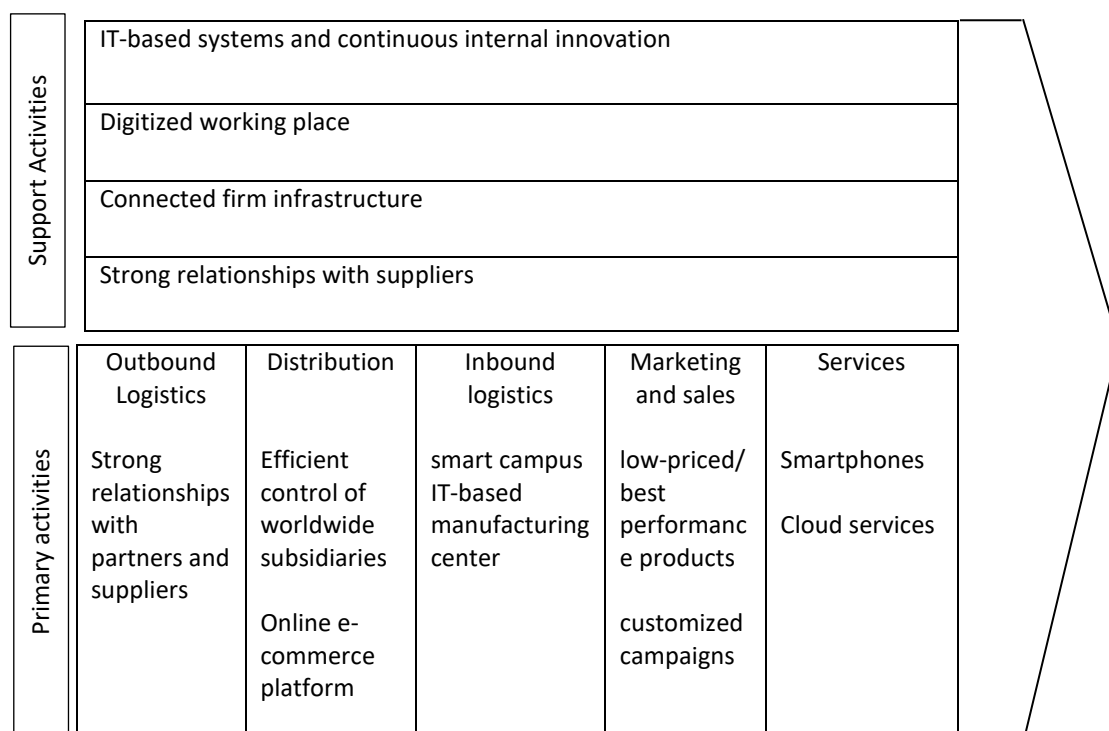 Support Activities
IT-based systems and continuous internal innovation
Digitized working place
Connected firm infrastructure
Strong relationships with suppliers
Primary activities
Outbound
Logistics
Strong
relationships
with
partners and
suppliers
Distribution
Efficient
control of
worldwide
subsidiaries
Online e-
commerce
platform
Inbound
logistics
smart campus
IT-based
manufacturing
center
Marketing
and sales
low-priced/
best
performanc
e products
customized
campaigns
Services
Smartphones
Cloud services